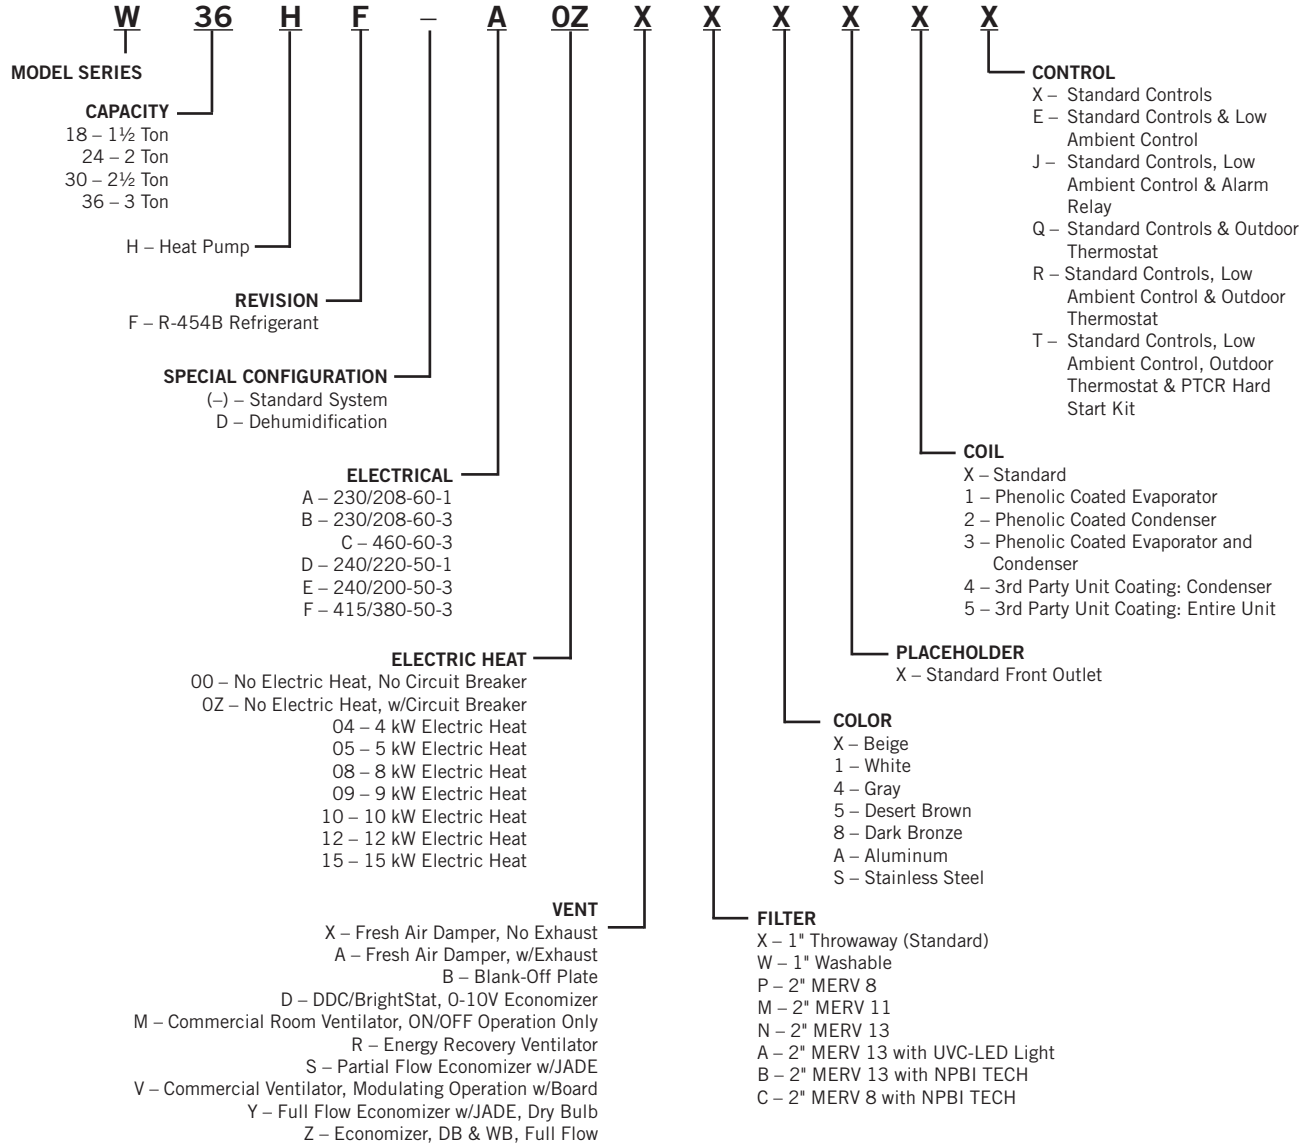 W 36 H F – A 0Z X X X X X X
MODEL SERIES
CAPACITY
18 – 1½ Ton
24 – 2 Ton
30 – 2½ Ton
36 – 3 Ton
H – Heat Pump
REVISION
F – R-454B Refrigerant
SPECIAL CONFIGURATION
(–) – Standard System
D – Dehumidification
ELECTRICAL
A – 230/208-60-1
B – 230/208-60-3
C – 460-60-3
D – 240/220-50-1
E – 240/200-50-3
F – 415/380-50-3
ELECTRIC HEAT
00 – No Electric Heat, No Circuit Breaker
0Z – No Electric Heat, w/Circuit Breaker
04 – 4 kW Electric Heat
05 – 5 kW Electric Heat
08 – 8 kW Electric Heat
09 – 9 kW Electric Heat
10 – 10 kW Electric Heat
12 – 12 kW Electric Heat
15 – 15 kW Electric Heat
VENT
X – Fresh Air Damper, No Exhaust
A – Fresh Air Damper, w/Exhaust
B – Blank-Off Plate
D – DDC/BrightStat, 0-10V Economizer
M – Commercial Room Ventilator, ON/OFF Operation Only
R – Energy Recovery Ventilator
S – Partial Flow Economizer w/JADE
V – Commercial Ventilator, Modulating Operation w/Board
Y – Full Flow Economizer w/JADE, Dry Bulb
Z – Economizer, DB & WB, Full Flow
FILTER
X – 1" Throwaway (Standard)
W – 1" Washable
P – 2" MERV 8
M – 2" MERV 11
N – 2" MERV 13
A – 2" MERV 13 with UVC-LED Light
B – 2" MERV 13 with NPBI TECH
C – 2" MERV 8 with NPBI TECH
COLOR
X – Beige
1 – White
4 – Gray
5 – Desert Brown
8 – Dark Bronze
A – Aluminum
S – Stainless Steel
PLACEHOLDER
X – Standard Front Outlet
COIL
X – Standard
1 – Phenolic Coated Evaporator
2 – Phenolic Coated Condenser
3 – Phenolic Coated Evaporator and
Condenser
4 – 3rd Party Unit Coating: Condenser
5 – 3rd Party Unit Coating: Entire Unit
CONTROL
X – Standard Controls
E – Standard Controls & Low
Ambient Control
J – Standard Controls, Low
Ambient Control & Alarm
Relay
Q – Standard Controls & Outdoor
Thermostat
R – Standard Controls, Low
Ambient Control & Outdoor
Thermostat
T – Standard Controls, Low
Ambient Control, Outdoor
Thermostat & PTCR Hard
Start Kit